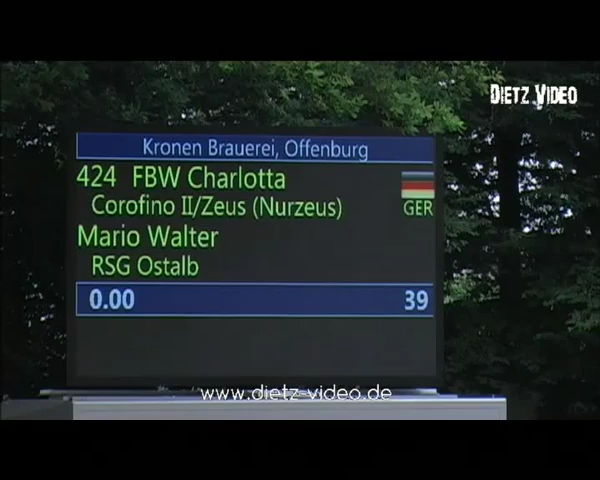 DIETZ VIDEO
Kronen Brauerei, Offenburg
424 FBW Charlotta
Corofino II/Zeus (Nurzeus)
GER
Mario Walter
RSG Ostalb
0.00 39
www.dietz-video.de